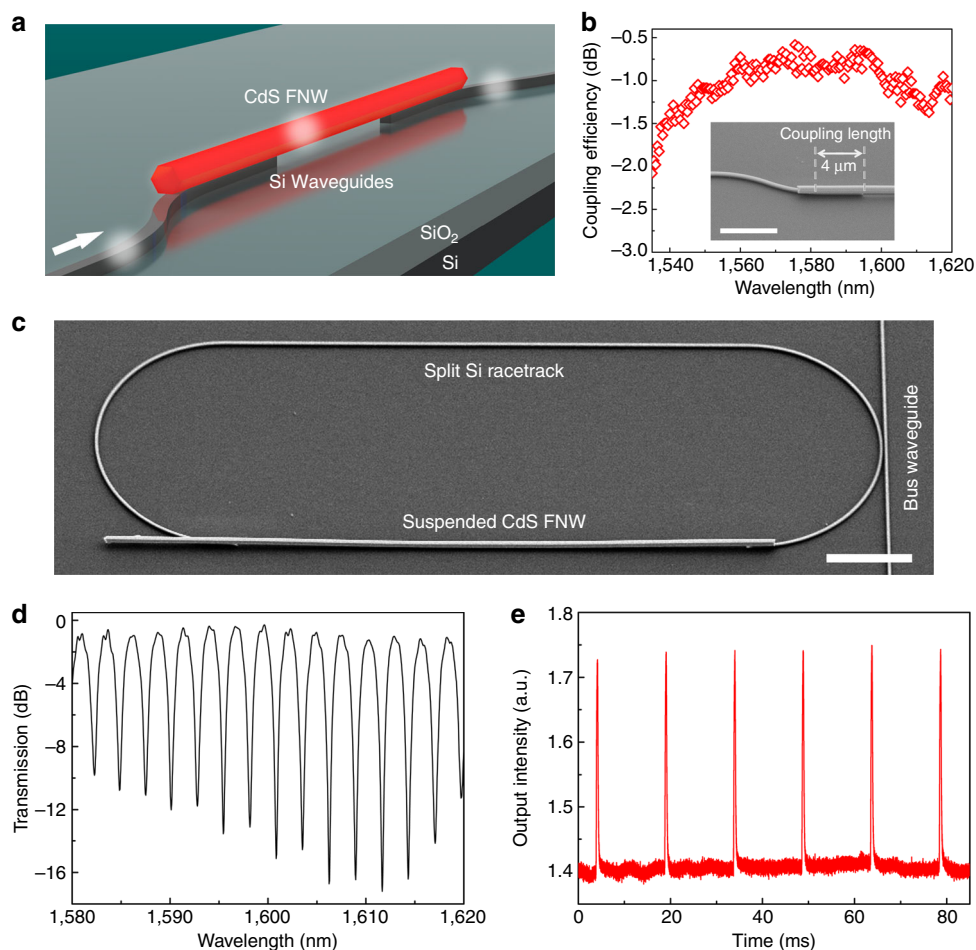 a
CdS FNW
Si Waveguides
SiO2
Si
b
Coupling efficiency (dB)
–0.5
–1.0
–1.5
–2.0
–2.5
–3.0
Coupling length
4 μm
1,540 1,560 1,580 1,600 1,620
Wavelength (nm)
c
Split Si racetrack
Suspended CdS FNW
Bus waveguide
d
Transmission (dB)
0
–4
–8
–12
–16
1,580 1,590 1,600 1,610 1,620
Wavelength (nm)
e
Output intensity (a.u.)
1.8
1.7
1.6
1.5
1.4
0 20 40 60 80
Time (ms)